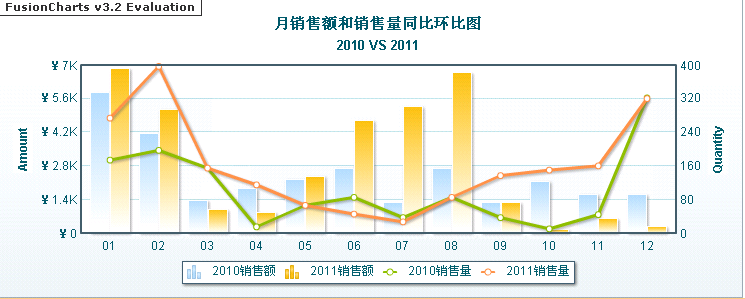 FusionCharts v3.2 Evaluation
月销售额和销售量同比环比图
2010 VS 2011
¥ 7K
¥ 5.6K
¥ 4.2K
¥ 2.8K
¥ 1.4K
¥ 0
Amount
400
320
240
160
80
0
Quantity
01 02 03 04 05 06 07 08 09 10 11 12
2010销售额 2011销售额 2010销售量 2011销售量